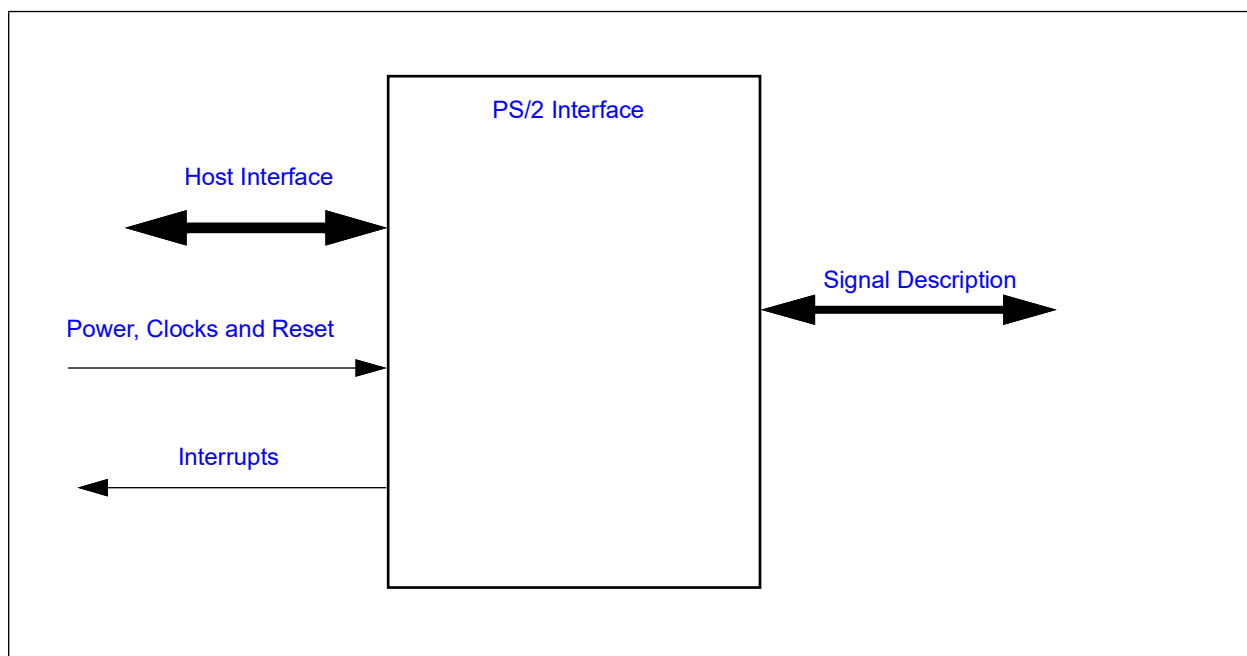 PS/2 Interface
Host Interface
Signal Description
Power, Clocks and Reset
Interrupts